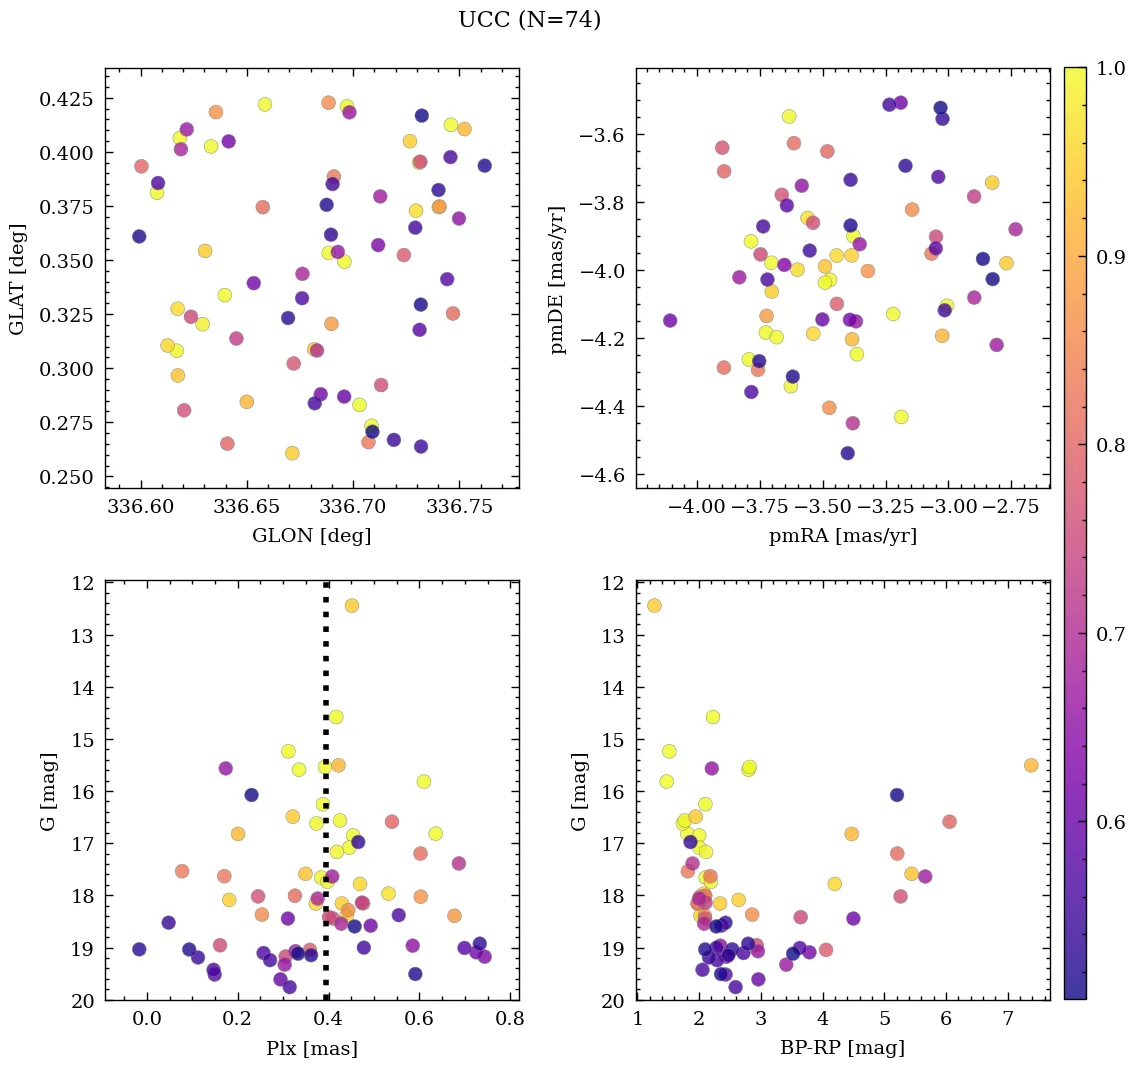 UCC (N=74)
0.425
0.400
0.375
0.350
0.325
0.300
0.275
0.250
GLAT [deg]
336.60 336.65 336.70 336.75
GLON [deg]
−3.6
−3.8
−4.0
−4.2
−4.4
−4.6
pmDE [mas/yr]
−4.00 −3.75 −3.50 −3.25 −3.00 −2.75
pmRA [mas/yr]
12
13
14
15
16
17
18
19
20
G [mag]
0.0 0.2 0.4 0.6 0.8
Plx [mas]
12
13
14
15
16
17
18
19
20
G [mag]
1 2 3 4 5 6 7
BP-RP [mag]
1.0
0.9
0.8
0.7
0.6